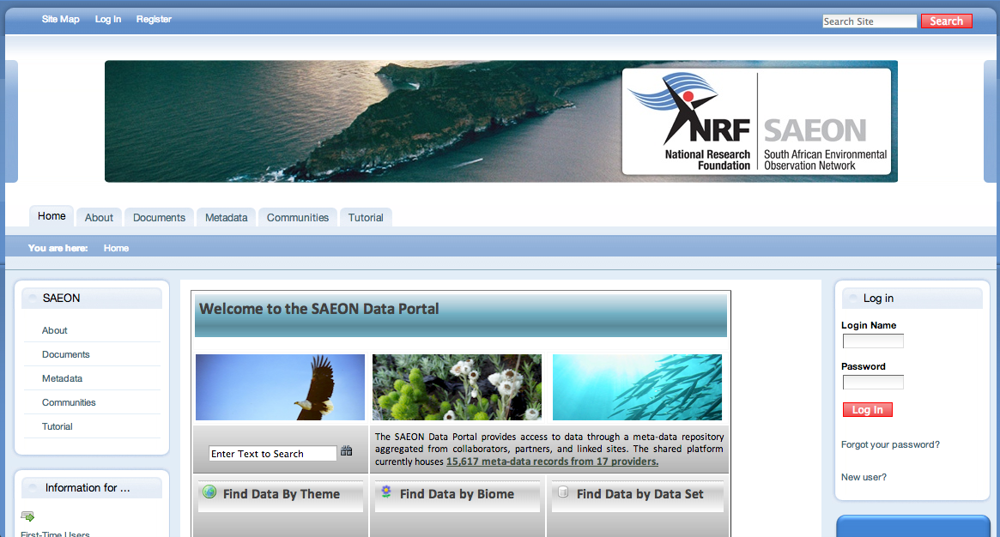 Site Map Log In Register
Search Site Search
NRF SAEON
National Research Foundation
South African Environmental Observation Network
Home About Documents Metadata Communities Tutorial
You are here: Home
SAEON
About
Documents
Metadata
Communities
Tutorial
Information for ...
First-Time Users
Welcome to the SAEON Data Portal
Enter Text to Search
The SAEON Data Portal provides access to data through a meta-data repository
aggregated from collaborators, partners, and linked sites. The shared platform
currently houses 15,617 meta-data records from 17 providers.
Find Data By Theme
Find Data by Biome
Find Data by Data Set
Log in
Login Name
Password
Log In
Forgot your password?
New user?